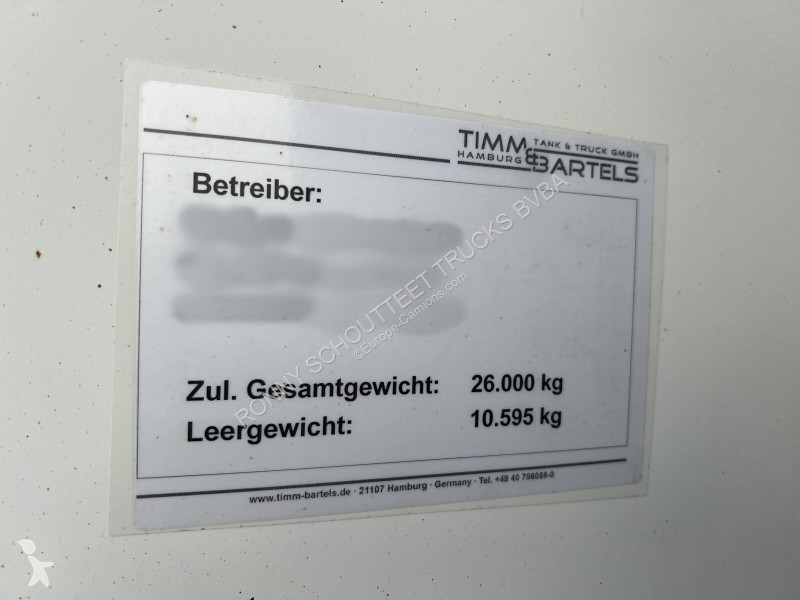 TIMM & BARTELS
TANK & TRUCK GMBH
HAMBURG
Betreiber:
RONNY SCHOUTTEET TRUCKS BVBA
©Europe-Camions.com
Zul. Gesamtgewicht: 26.000 kg
Leergewicht: 10.595 kg
www.timm-bartels.de · 21107 Hamburg · Germany · Tel. +49 40 756088-0